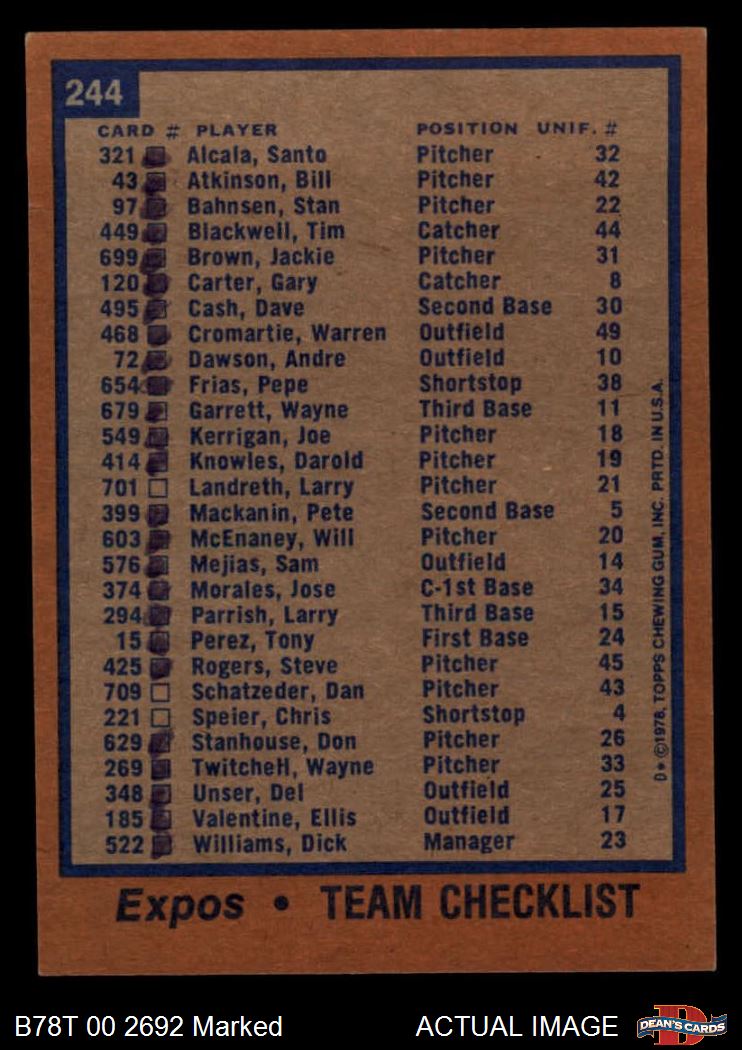 244
CARD # PLAYER POSITION UNIF. #
321 Alcala, Santo Pitcher 32
43 Atkinson, Bill Pitcher 42
97 Bahnsen, Stan Pitcher 22
449 Blackwell, Tim Catcher 44
699 Brown, Jackie Pitcher 31
120 Carter, Gary Catcher 8
495 Cash, Dave Second Base 30
468 Cromartie, Warren Outfield 49
72 Dawson, Andre Outfield 10
654 Frias, Pepe Shortstop 38
679 Garrett, Wayne Third Base 11
549 Kerrigan, Joe Pitcher 18
414 Knowles, Darold Pitcher 19
701 Landreth, Larry Pitcher 21
399 Mackanin, Pete Second Base 5
603 McEnaney, Will Pitcher 20
576 Mejias, Sam Outfield 14
374 Morales, Jose C-1st Base 34
294 Parrish, Larry Third Base 15
15 Perez, Tony First Base 24
425 Rogers, Steve Pitcher 45
709 Schatzeder, Dan Pitcher 43
221 Speier, Chris Shortstop 4
629 Stanhouse, Don Pitcher 26
269 Twitchell, Wayne Pitcher 33
348 Unser, Del Outfield 25
185 Valentine, Ellis Outfield 17
522 Williams, Dick Manager 23
D* ©1978, TOPPS CHEWING GUM, INC. PRTD. IN U.S.A.
Expos • TEAM CHECKLIST
B78T 00 2692 Marked ACTUAL IMAGE
DEAN'S CARDS